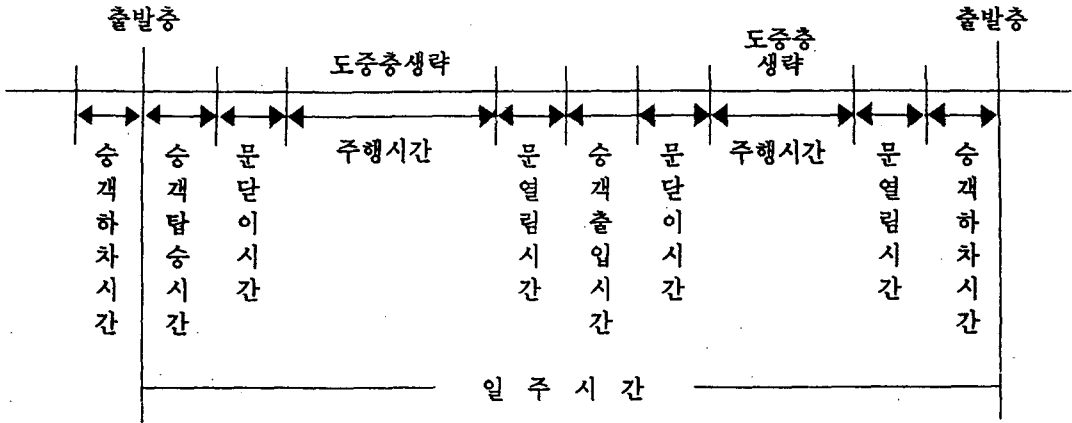 출발층
출발층
도중층생략
도중층
생략
주행시간
주행시간
승객하차시간
승객탑승시간
문닫이시간
문열림시간
승객출입시간
문닫이시간
문열림시간
승객하차시간
일 주 시 간